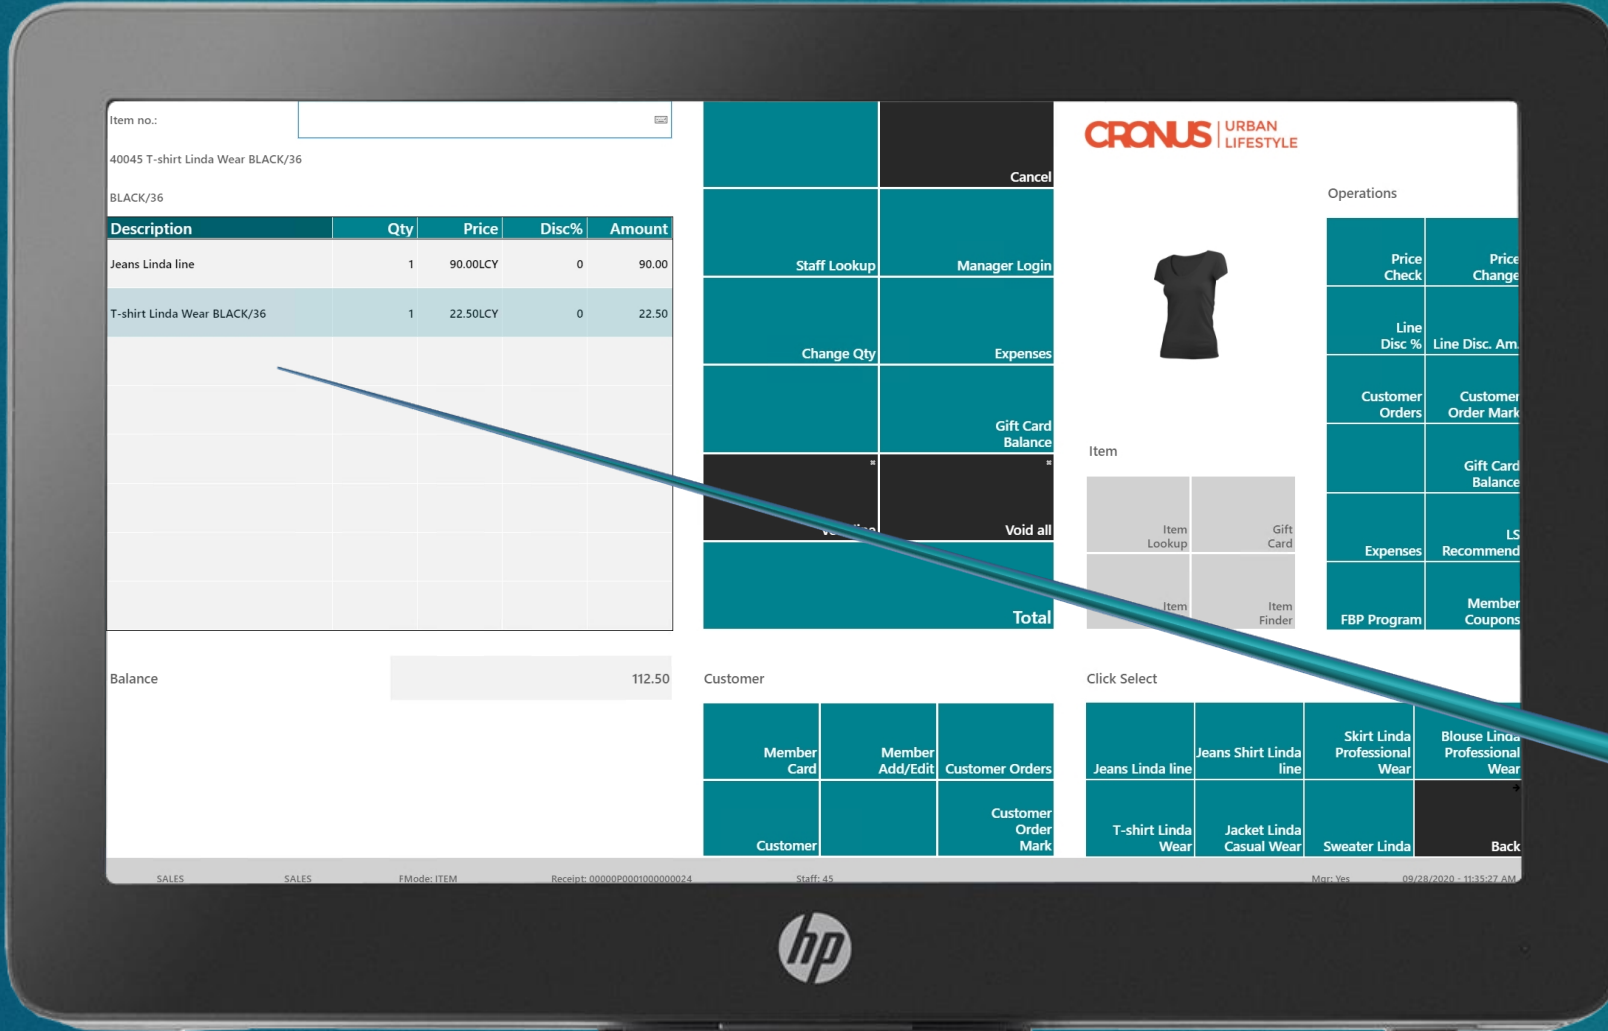 Item no.:
40045 T-shirt Linda Wear BLACK/36
BLACK/36
Description Qty Price Disc% Amount
Jeans Linda line 1 90.00LCY 0 90.00
T-shirt Linda Wear BLACK/36 1 22.50LCY 0 22.50
Balance 112.50
Cancel
Staff Lookup Manager Login
Change Qty Expenses
Gift Card
Balance
Void all
Total
CRONUS URBAN
LIFESTYLE
Operations
Price
Check
Price
Change
Line
Disc %
Line Disc. Am.
Customer
Orders
Customer
Order Mark
Gift Card
Balance
Expenses
LS
Recommend
FBP Program
Member
Coupons
Item
Item
Lookup
Gift
Card
Item
Item
Finder
Customer
Member
Card
Member
Add/Edit
Customer Orders
Customer
Customer
Order
Mark
Click Select
Jeans Linda line
Jeans Shirt Linda
line
Skirt Linda
Professional
Wear
Blouse Linda
Professional
Wear
T-shirt Linda
Wear
Jacket Linda
Casual Wear
Sweater Linda
Back
SALES SALES FMode: ITEM Receipt: 00000P0001000000024 Staff: 45 Mgr: Yes 09/28/2020 - 11:35:27 AM
hp